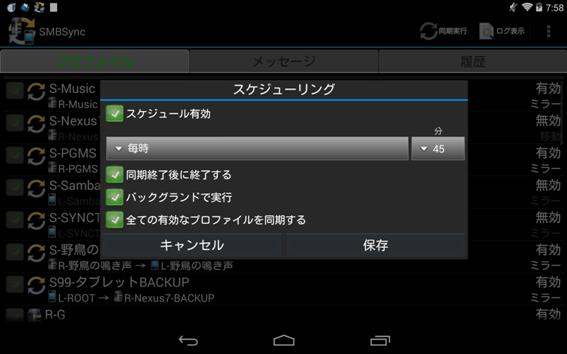 7:58
SMBSync
同期実行
ログ表示
プロファイル
メッセージ
履歴
S-Music
有効
R-Music
ミラー
S-Nexus
無効
R-Nexus
移動
S-PGMS
有効
R-PGMS
ミラー
S-Samba
無効
L-Samba
ミラー
S-SYNCT
無効
L-SYNCT
ミラー
S-野鳥の
有効
R-野鳥の鳴き声 → L-野鳥の鳴き声
ミラー
S99-タブレットBACKUP
有効
L-ROOT → R-Nexus7-BACKUP
ミラー
R-G
有効
スケジューリング
スケジュール有効
分
毎時
45
同期終了後に終了する
バックグランドで実行
全ての有効なプロファイルを同期する
キャンセル
保存